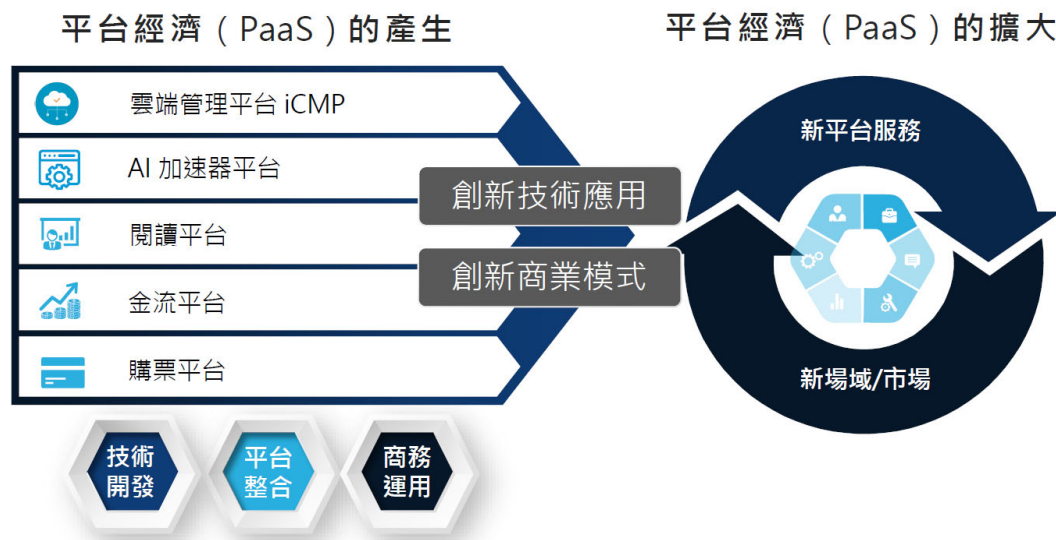 平台經濟（PaaS）的產生
雲端管理平台 iCMP
AI 加速器平台
閱讀平台
金流平台
購票平台
創新技術應用
創新商業模式
技術
開發
平台
整合
商務
運用
平台經濟（PaaS）的擴大
新平台服務
新場域/市場